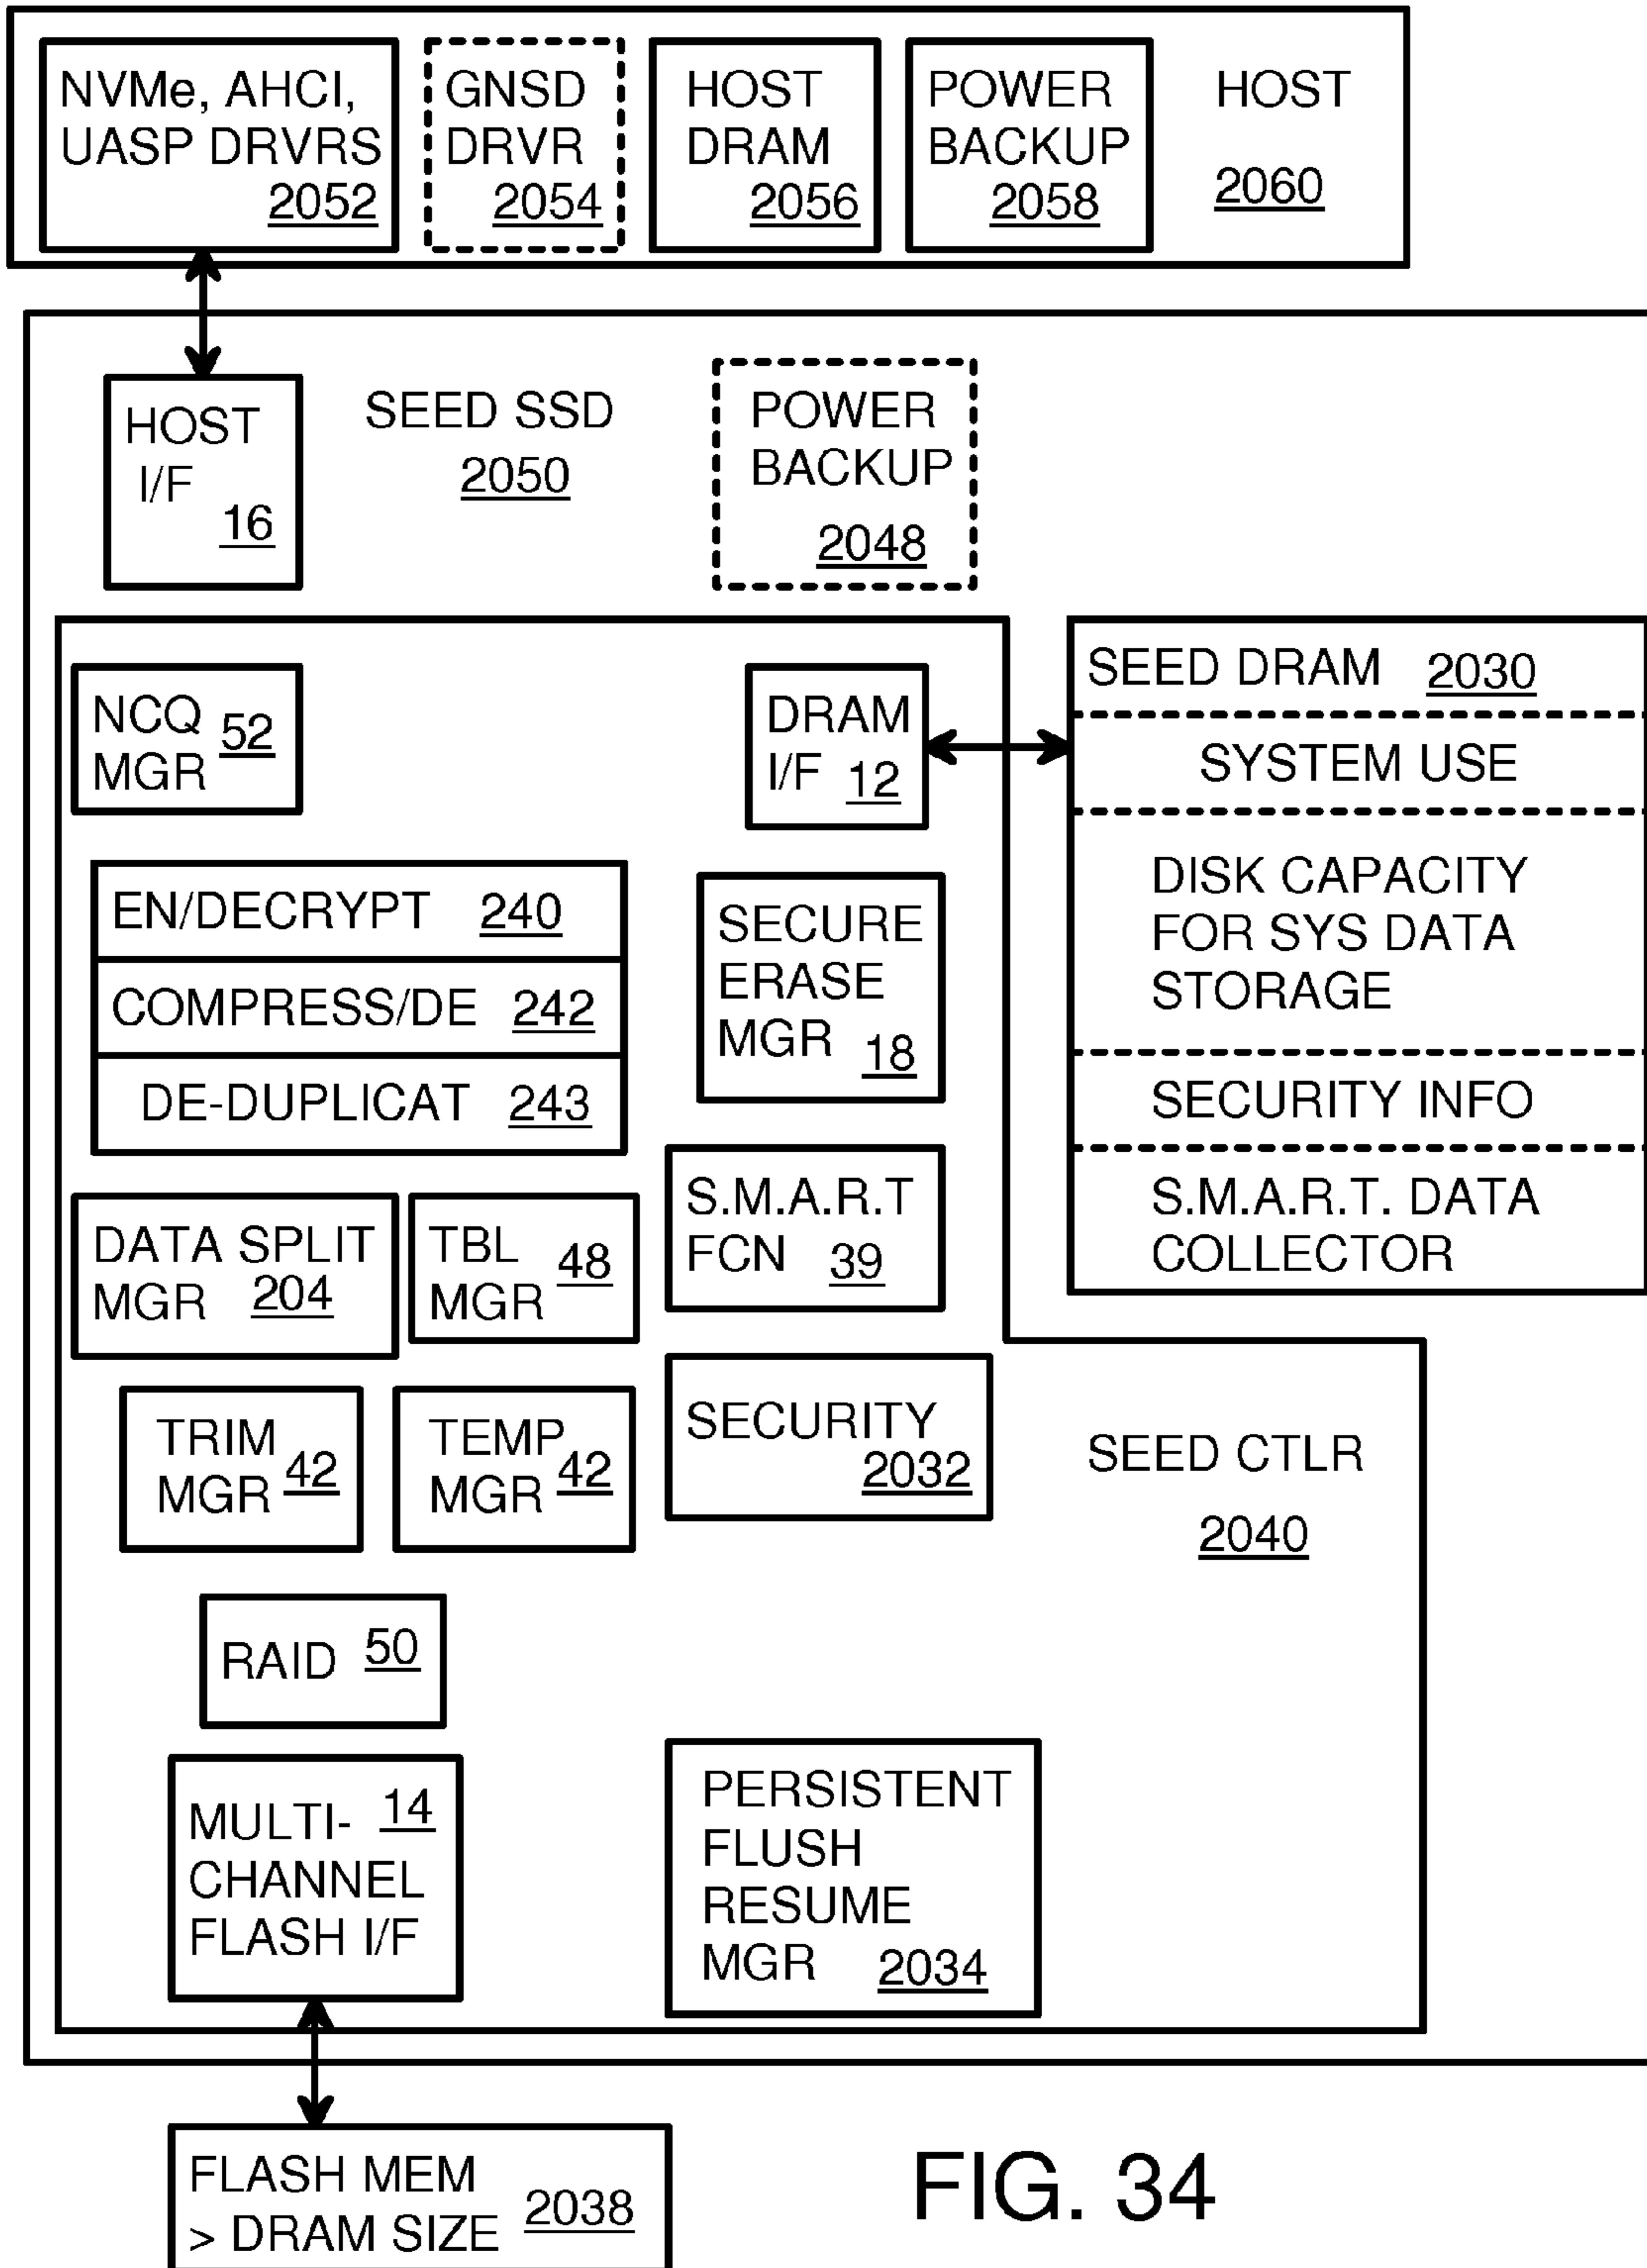 NVMe, AHCI,
UASP DRVRS
2052
GNSD
DRVR
2054
HOST
DRAM
2056
POWER
BACKUP
2058
HOST
2060
HOST
I/F
16
SEED SSD
2050
POWER
BACKUP
2048
NCQ
MGR 52
DRAM
I/F 12
SEED DRAM 2030
SYSTEM USE
DISK CAPACITY
FOR SYS DATA
STORAGE
SECURITY INFO
S.M.A.R.T. DATA
COLLECTOR
EN/DECRYPT 240
COMPRESS/DE 242
DE-DUPLICAT 243
SECURE
ERASE
MGR 18
DATA SPLIT
MGR 204
TBL
MGR 48
S.M.A.R.T
FCN 39
TRIM
MGR 42
TEMP
MGR 42
SECURITY
2032
SEED CTLR
2040
RAID 50
MULTI- 14
CHANNEL
FLASH I/F
PERSISTENT
FLUSH
RESUME
MGR 2034
FLASH MEM
> DRAM SIZE 2038
FIG. 34